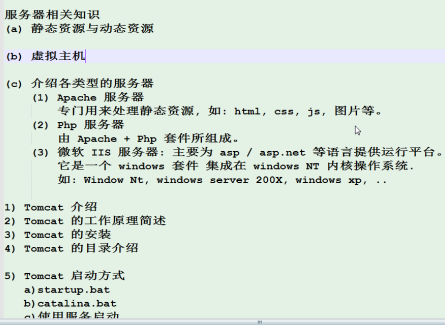 服务器相关知识
(a) 静态资源与动态资源
(b) 虚拟主机
(c) 介绍各类型的服务器
(1) Apache 服务器
专门用来处理静态资源, 如: html, css, js, 图片等。
(2) Php 服务器
由 Apache + Php 套件所组成。
(3) 微软 IIS 服务器: 主要为 asp / asp.net 等语言提供运行平台。
它是一个 windows 套件 集成在 windows NT 内核操作系统.
如: Window Nt, windows server 200X, windows xp, ..
1) Tomcat 介绍
2) Tomcat 的工作原理简述
3) Tomcat 的安装
4) Tomcat 的目录介绍
5) Tomcat 启动方式
a)startup.bat
b)catalina.bat
c)使用服务启动